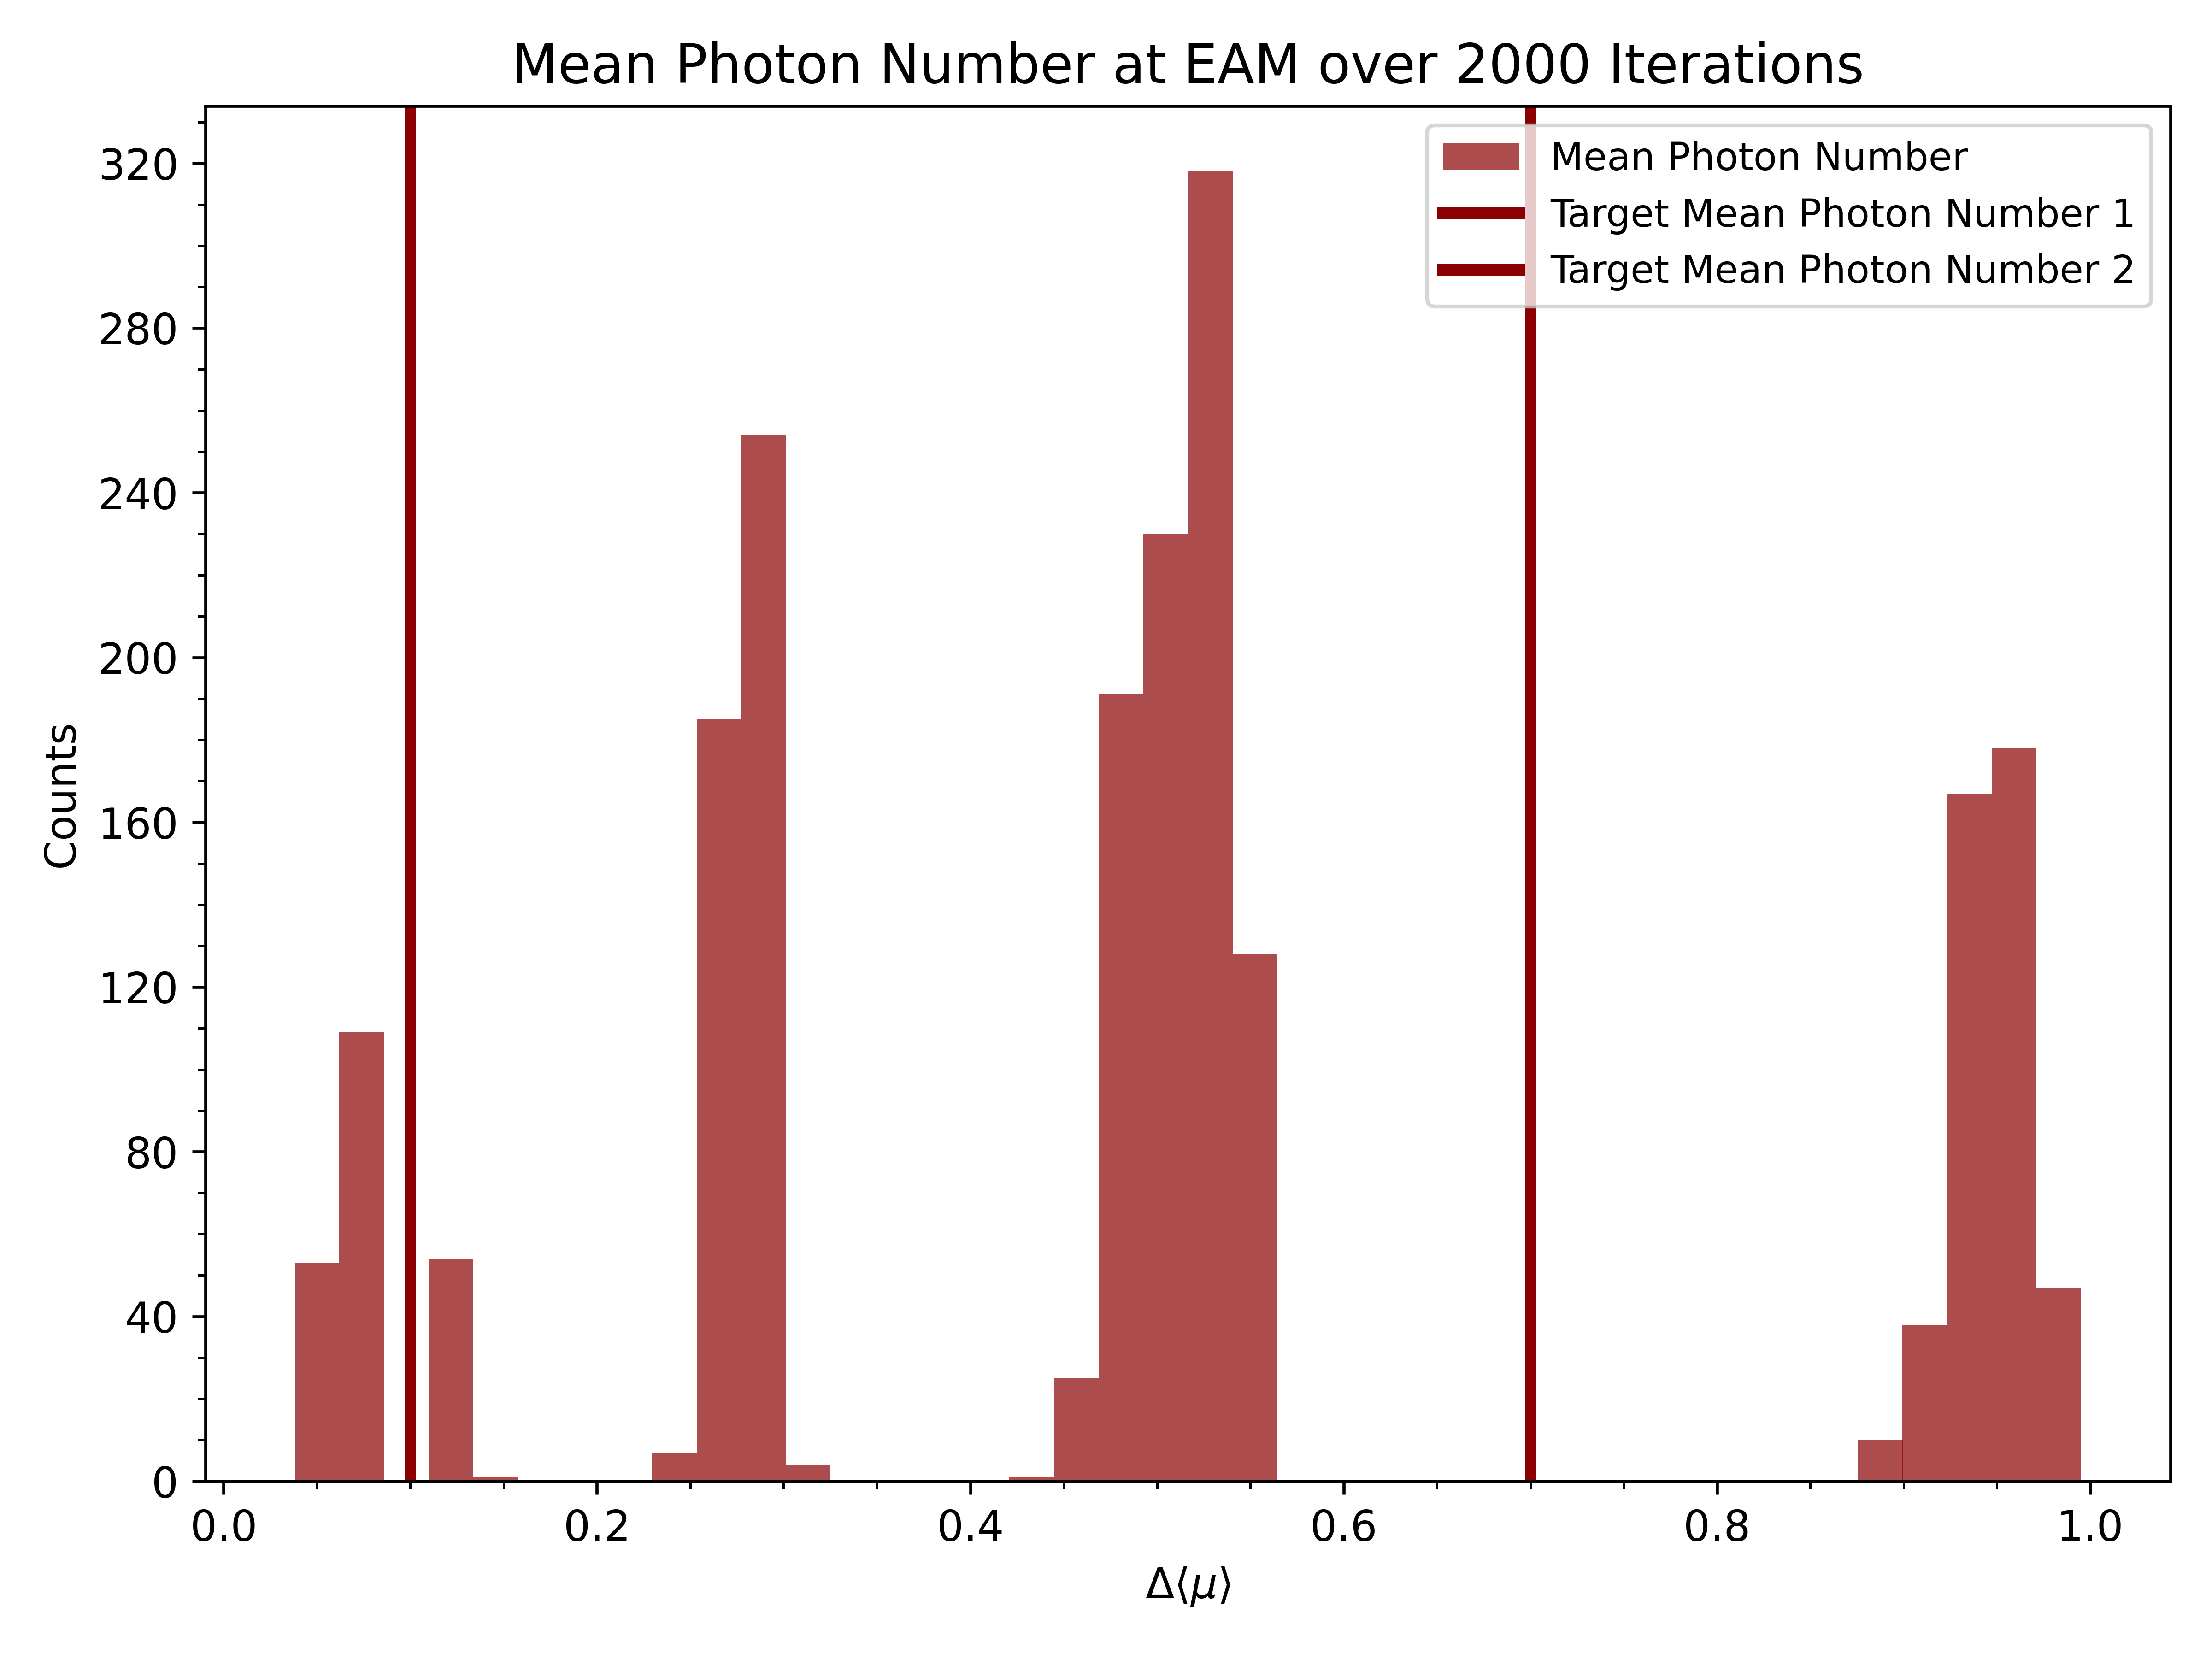 Mean Photon Number at EAM over 2000 Iterations
Mean Photon Number
Target Mean Photon Number 1
Target Mean Photon Number 2
320
280
240
200
160
120
80
40
0
Counts
0.0 0.2 0.4 0.6 0.8 1.0
Δ⟨μ⟩